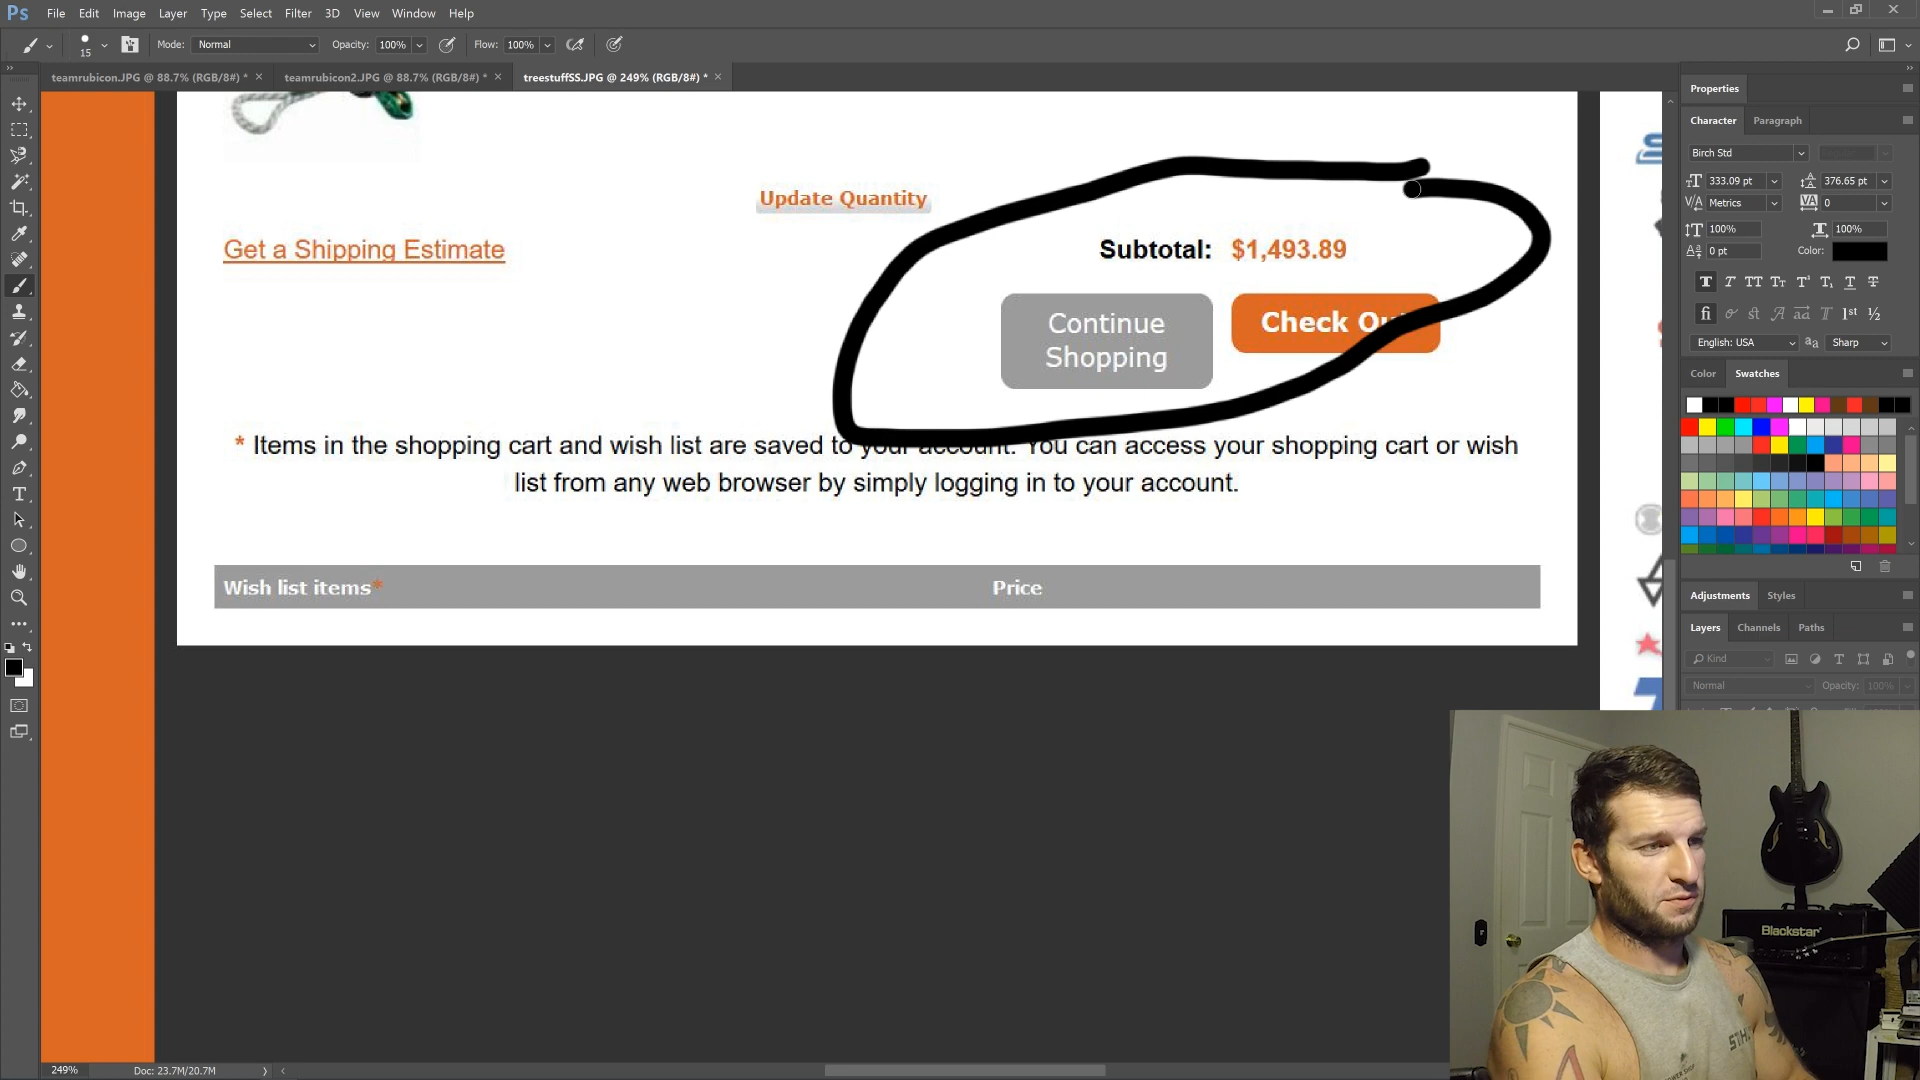 Ps File Edit Image Layer Type Select Filter 3D View Window Help
15 Mode: Normal Opacity: 100% Flow: 100%
teamrubicon.JPG @ 88.7% (RGB/8#) * teamrubicon2.JPG @ 88.7% (RGB/8#) * treestuffSS.JPG @ 249% (RGB/8#) *
Update Quantity
Get a Shipping Estimate
Subtotal: $1,493.89
Continue
Shopping
Check
* Items in the shopping cart and wish list are saved to your account. You can access your shopping cart or wish
list from any web browser by simply logging in to your account.
Wish list items* Price
249% Doc: 23.7M/20.7M
Properties
Character Paragraph
Birch Std
333.09 pt 376.65 pt
Metrics 0
100% 100%
0 pt Color:
English: USA Sharp
Color Swatches
Adjustments Styles
Layers Channels Paths
Kind
Normal Opacity: 100%
Blackstar